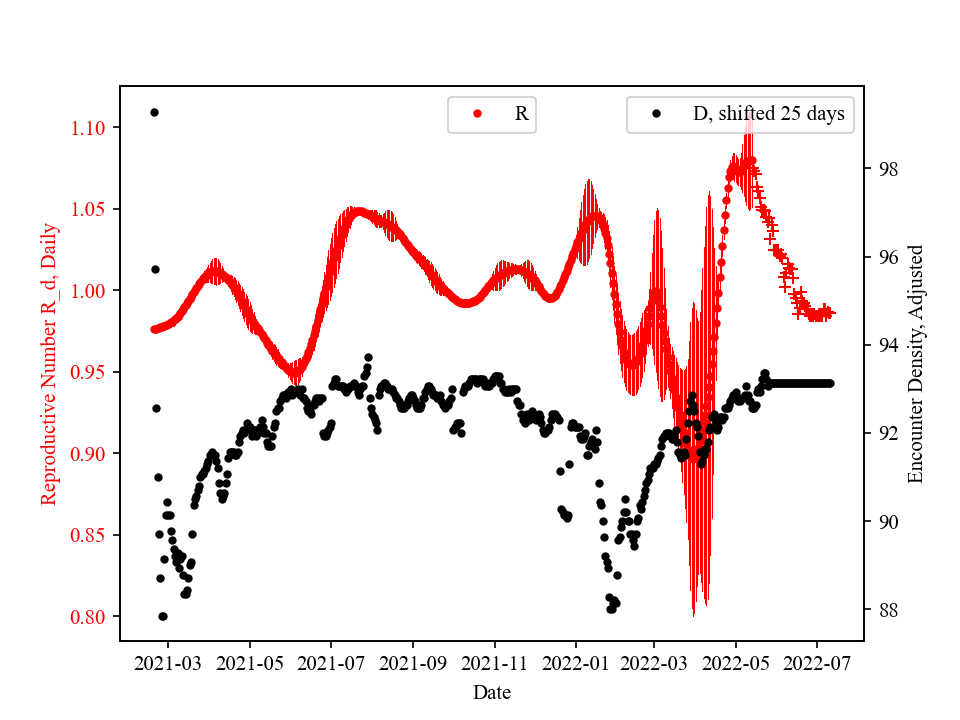 R
D, shifted 25 days
1.10
1.05
1.00
0.95
0.90
0.85
0.80
Reproductive Number R_d, Daily
98
96
94
92
90
88
Encounter Density, Adjusted
2021-03 2021-05 2021-07 2021-09 2021-11 2022-01 2022-03 2022-05 2022-07
Date